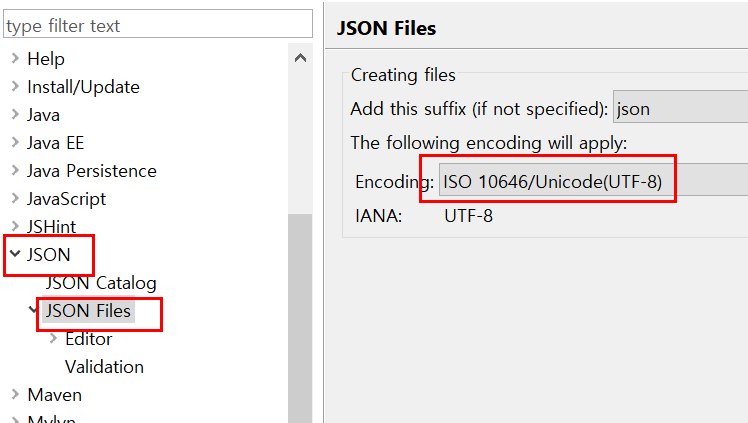 type filter text
Help
Install/Update
Java
Java EE
Java Persistence
JavaScript
JSHint
JSON
JSON Catalog
JSON Files
Editor
Validation
Maven
Mylyn
JSON Files
Creating files
Add this suffix (if not specified): json
The following encoding will apply:
Encoding: ISO 10646/Unicode(UTF-8)
IANA: UTF-8